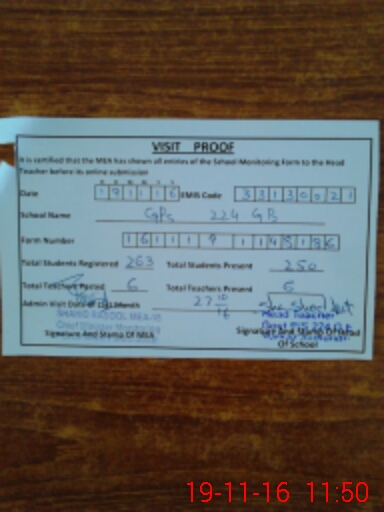 VISIT PROOF
It is certified that the MEA has shown all entries of the School Monitoring Form to the Head
Teacher before its online submission
Date 191116 EMIS Code 33130021
School Name GPS 224 GB
Form Number 16111911
Total Students Registered 263 Total Students Present 250
Total Teachers Posted 6 Total Teachers Present 6
Admin Visit Date of Last Month 27 10 16
Head Teacher
Signature And Stamp Of MEA Signature And Stamp Of Head
Of School
19-11-16 11:50